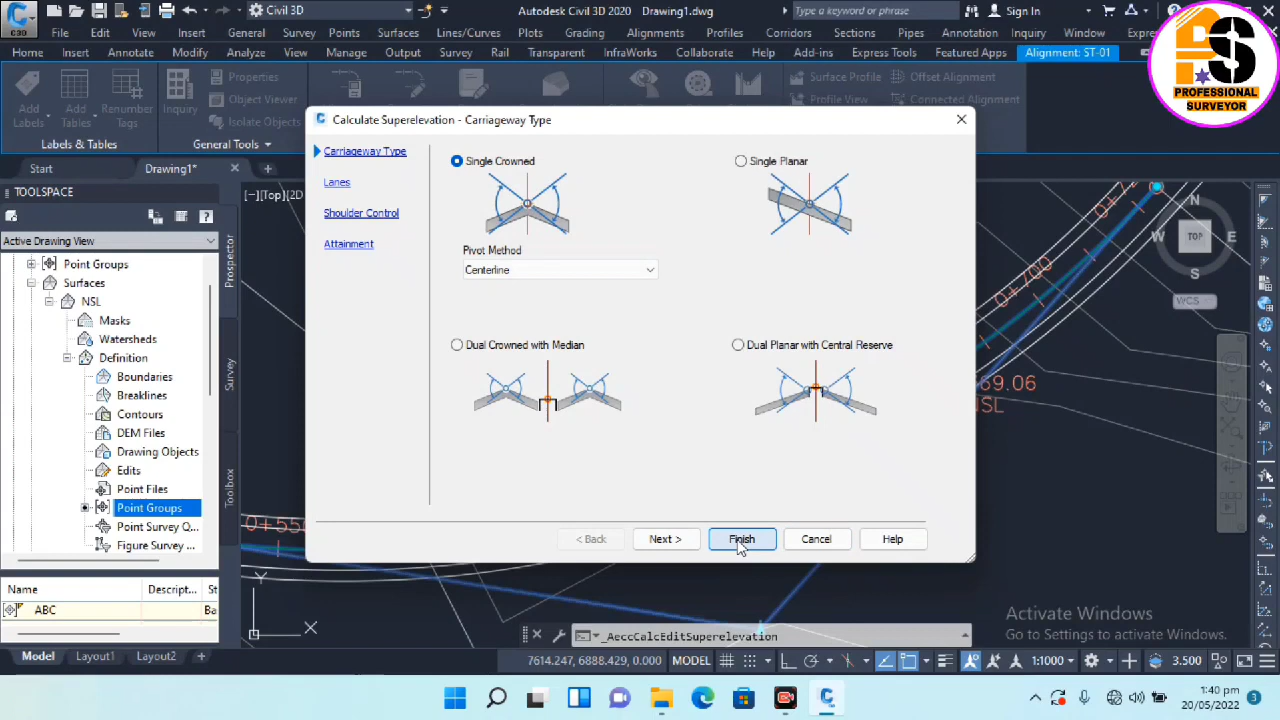 C3D
Civil 3D
Autodesk Civil 3D 2020 Drawing1.dwg
Type a keyword or phrase
Sign In
File Edit View Insert General Survey Points Surfaces Lines/Curves Plots Grading Alignments Profiles Corridors Sections Pipes Annotation Inquiry Window Express
Home Insert Annotate Modify Analyze View Manage Output Survey Rail Transparent InfraWorks Collaborate Help Add-ins Express Tools Featured Apps Alignment: ST-01
PROFESSIONAL
SURVEYOR
Add
Labels
Add
Tables
Renumber
Tags
Inquiry
Properties
Object Viewer
Isolate Objects
Surface Profile
Offset Alignment
Profile View
Connected Alignment
Labels & Tables
General Tools
Start
Drawing1*
TOOLSPACE
[−][Top][2D
Active Drawing View
Point Groups
Surfaces
NSL
Masks
Watersheds
Definition
Boundaries
Breaklines
Contours
DEM Files
Drawing Objects
Edits
Point Files
Point Groups
Point Survey Q...
Figure Survey ...
Prospector
Survey
Toolbox
Name Descript... St
ABC Ba
Calculate Superelevation - Carriageway Type
Carriageway Type
Lanes
Shoulder Control
Attainment
Single Crowned
Single Planar
Pivot Method
Centerline
Dual Crowned with Median
Dual Planar with Central Reserve
< Back
Next >
Finish
Cancel
Help
N
W
TOP
E
S
WCS
0+700
69.06
NSL
0+550
Y
X
Activate Windows
Go to Settings to activate Windows.
_AeccCalcEditSuperelevation
Model Layout1 Layout2 +
7614.247, 6888.429, 0.000 MODEL
1:1000
3.500
1:40 pm
20/05/2022
3